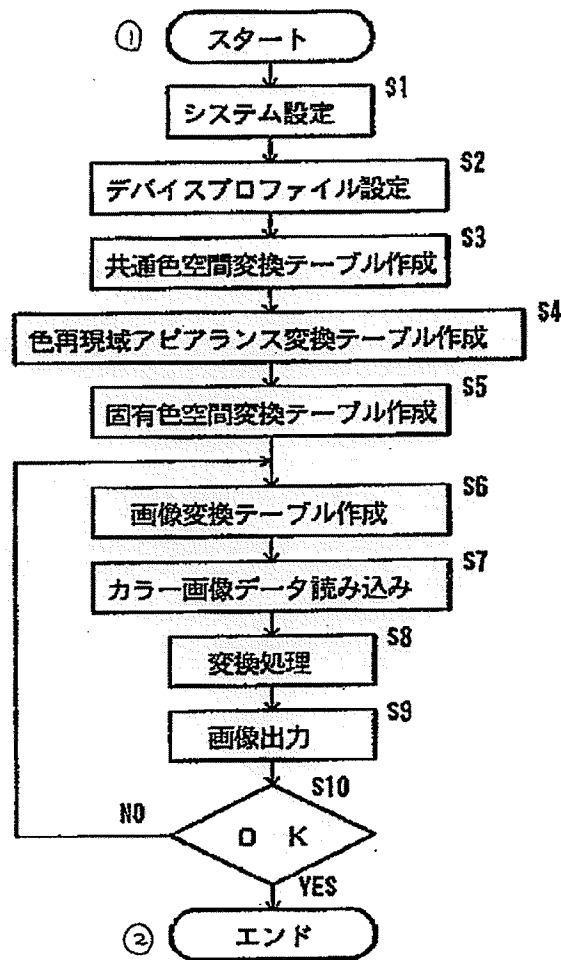 ① スタート
S1
システム設定
S2
デバイスプロファイル設定
S3
共通色空間変換テーブル作成
S4
色再現域アピアランス変換テーブル作成
S5
固有色空間変換テーブル作成
S6
画像変換テーブル作成
S7
カラー画像データ読み込み
S8
変換処理
S9
画像出力
S10
NO
OK
YES
② エンド